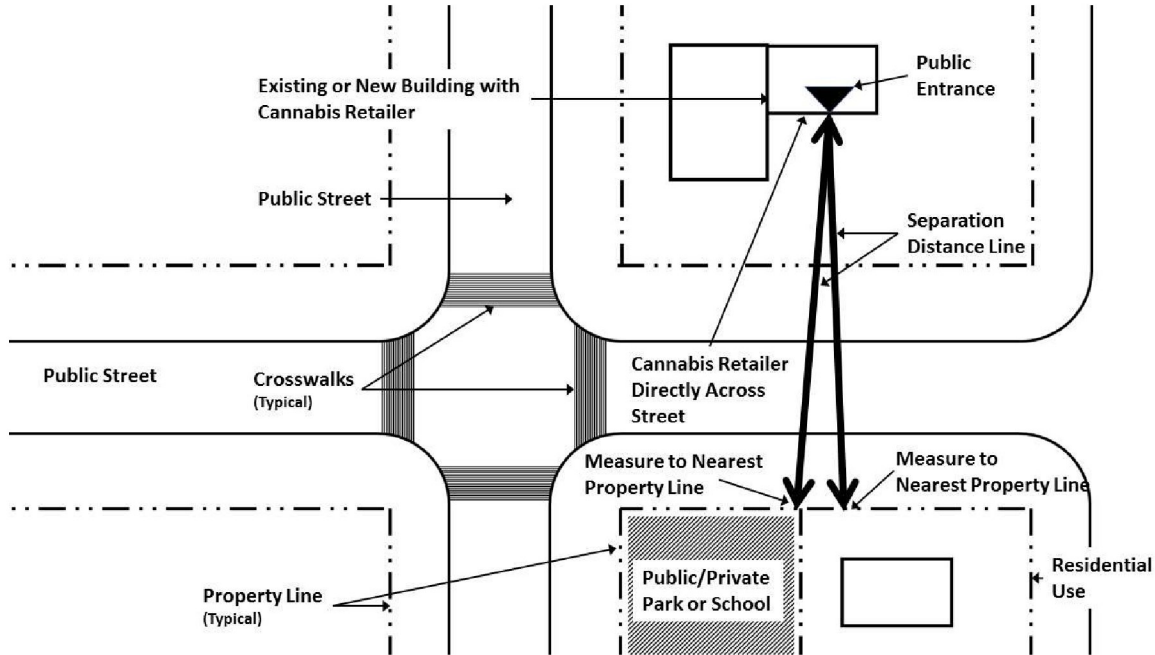 Existing or New Building with
Cannabis Retailer
Public
Entrance
Public Street
Separation
Distance Line
Public Street
Crosswalks
(Typical)
Cannabis Retailer
Directly Across
Street
Measure to Nearest
Property Line
Measure to
Nearest Property Line
Property Line
(Typical)
Public/Private
Park or School
Residential
Use